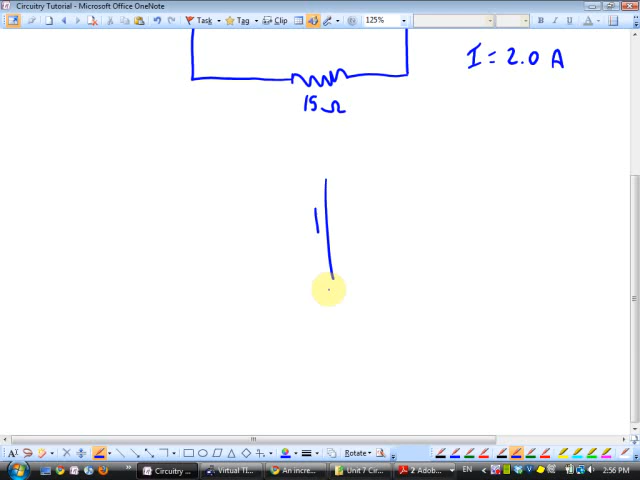 Circuitry Tutorial - Microsoft Office OneNote
Task Tag Clip 125% B I U
I = 2.0 A
15 Ω
Rotate
Circuitry ... Virtual TI... An incre... Unit 7 Cir... 2 Adob... EN 2:56 PM